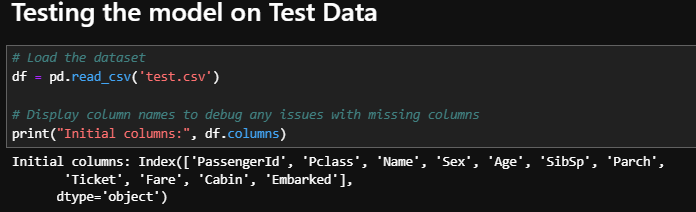 Testing the model on Test Data
# Load the dataset
df = pd.read_csv('test.csv')
# Display column names to debug any issues with missing columns
print("Initial columns:", df.columns)
Initial columns: Index(['PassengerId', 'Pclass', 'Name', 'Sex', 'Age', 'SibSp', 'Parch',
'Ticket', 'Fare', 'Cabin', 'Embarked'],
dtype='object')